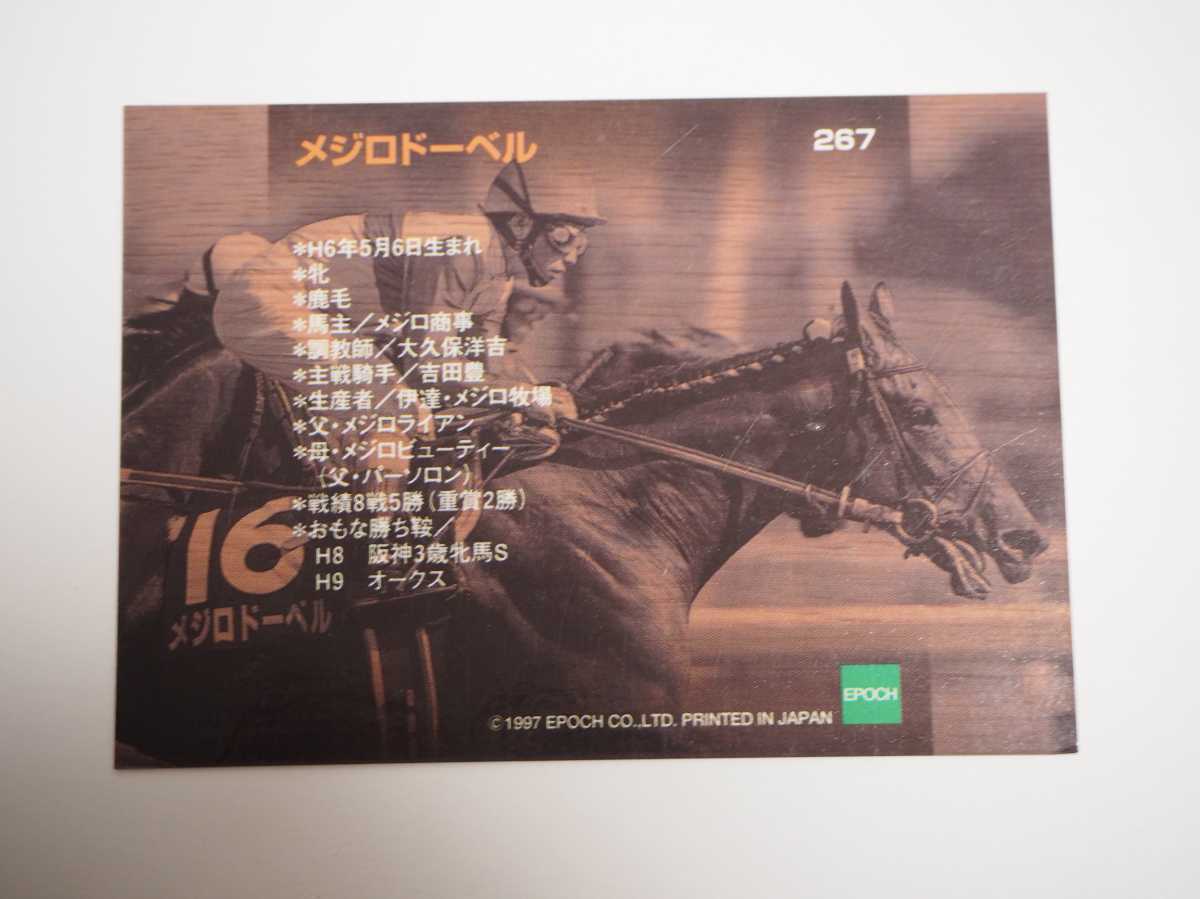 メジロドーベル
267
*H6年5月6日生まれ
*牝
*鹿毛
*馬主/メジロ商事
*調教師/大久保洋吉
*主戦騎手/吉田豊
*生産者/伊達・メジロ牧場
*父・メジロライアン
*母・メジロビューティー
(父・パーソロン)
*戦績8戦5勝(重賞2勝)
*おもな勝ち鞍/
H8 阪神3歳牝馬S
H9 オークス
'16
メジロドーベル
EPOCH
©1997 EPOCH CO.,LTD. PRINTED IN JAPAN